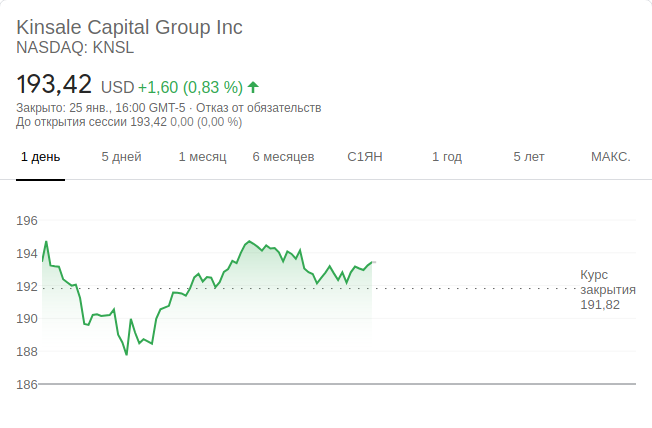 Kinsale Capital Group Inc
NASDAQ: KNSL
193,42 USD +1,60 (0,83 %)
Закрыто: 25 янв., 16:00 GMT-5 · Отказ от обязательств
До открытия сессии 193,42 0,00 (0,00 %)
1 день 5 дней 1 месяц 6 месяцев С1ЯН 1 год 5 лет МАКС.
196
194
192
190
188
186
Курс
закрытия
191,82